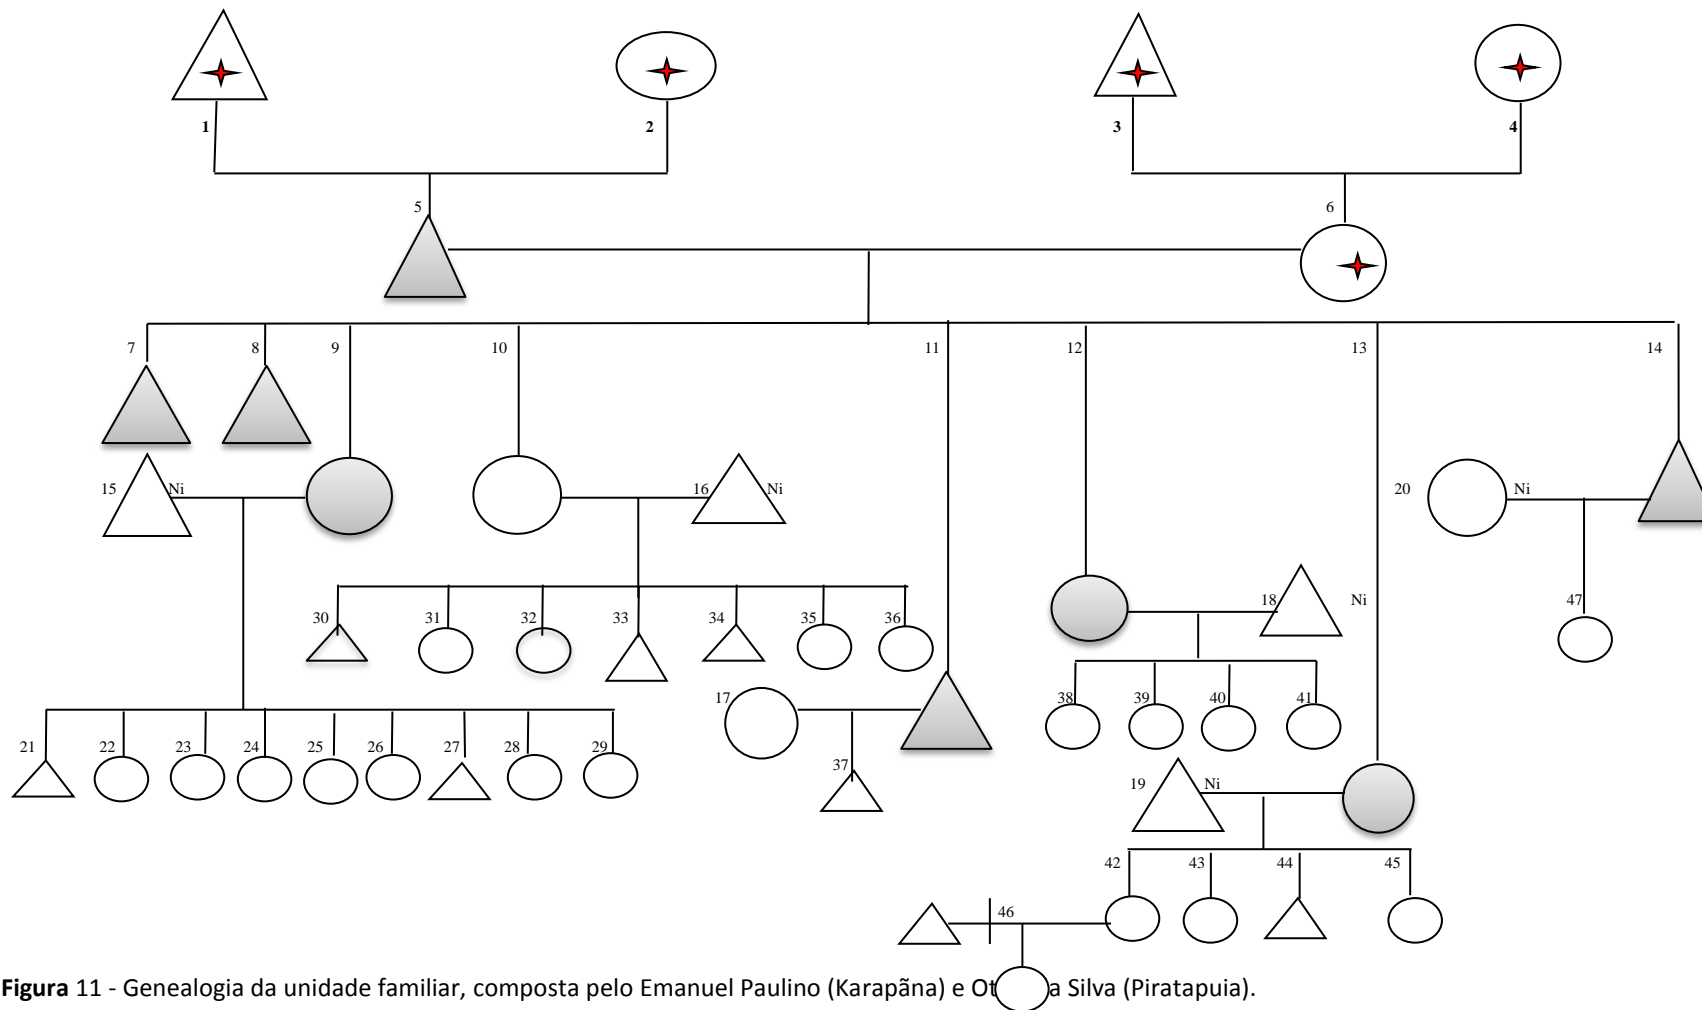 1 2 3 4
5 6
7 8 9 10 11 12 13 14
15 Ni 16 Ni 20 Ni
18 Ni 47
30 31 32 33 34 35 36
17 38 39 40 41
21 22 23 24 25 26 27 28 29
37 19 Ni
42 43 44 45
46
Figura 11 - Genealogia da unidade familiar, composta pelo Emanuel Paulino (Karapãna) e Silva (Piratapuia).